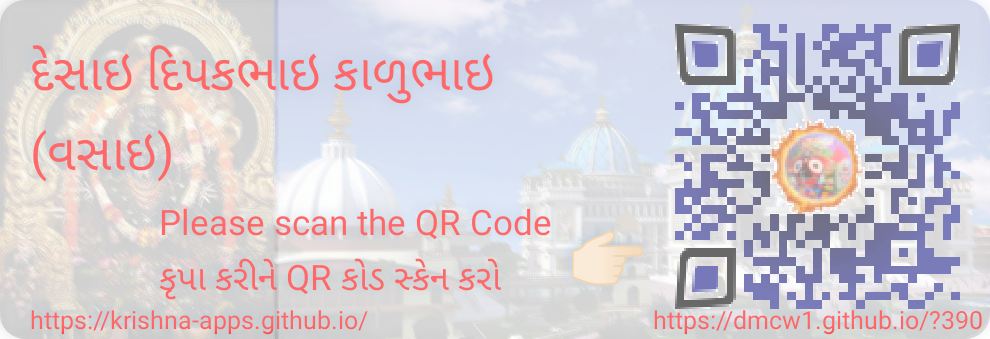 દેસાઇ દિપકભાઇ કાળુભાઇ
(વસાઇ)
Please scan the QR Code
કૃપા કરીને QR કોડ સ્કેન કરો
https://krishna-apps.github.io/
https://dmcw1.github.io/?390